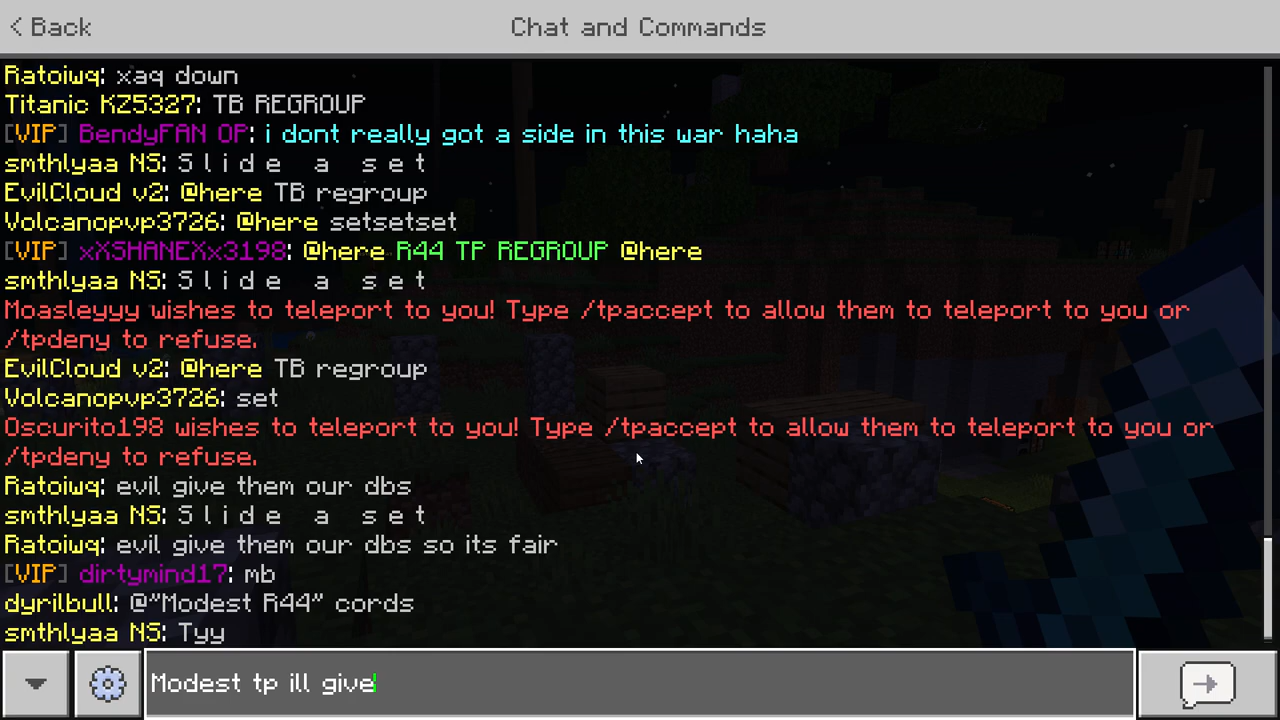 Back
Chat and Commands
Ratoiwq: xaq down
Titanic KZ5327: TB REGROUP
[VIP] BendyFAN OP: i dont really got a side in this war haha
smthlyaa NS: S l i d e   a   s e t
EvilCloud v2: @here TB regroup
Volcanopvp3726: @here setsetset
[VIP] xXSHANEXx3198: @here R44 TP REGROUP @here
smthlyaa NS: S l i d e   a   s e t
Moasleyyy wishes to teleport to you! Type /tpaccept to allow them to teleport to you or
/tpdeny to refuse.
EvilCloud v2: @here TB regroup
Volcanopvp3726: set
Oscurito198 wishes to teleport to you! Type /tpaccept to allow them to teleport to you or
/tpdeny to refuse.
Ratoiwq: evil give them our dbs
smthlyaa NS: S l i d e   a   s e t
Ratoiwq: evil give them our dbs so its fair
[VIP] dirtymind17: mb
dyrilbull: @"Modest R44" cords
smthlyaa NS: Tyy
Modest tp ill give